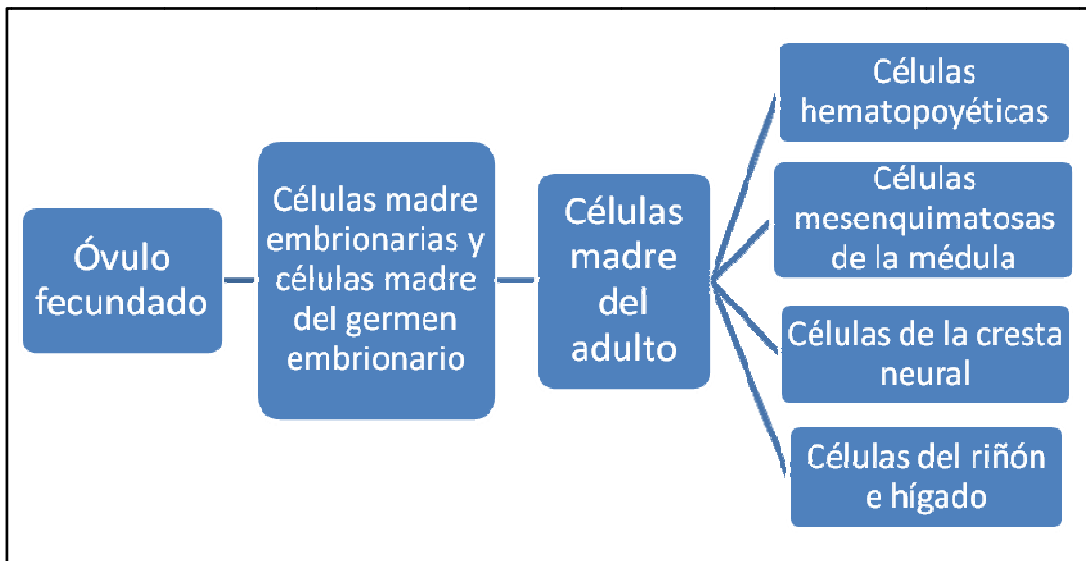 Óvulo
fecundado
Células madre
embrionarias y
células madre
del germen
embrionario
Células
madre
del
adulto
Células
hematopoyéticas
Células
mesenquimatosas
de la médula
Células de la cresta
neural
Células del riñón
e hígado